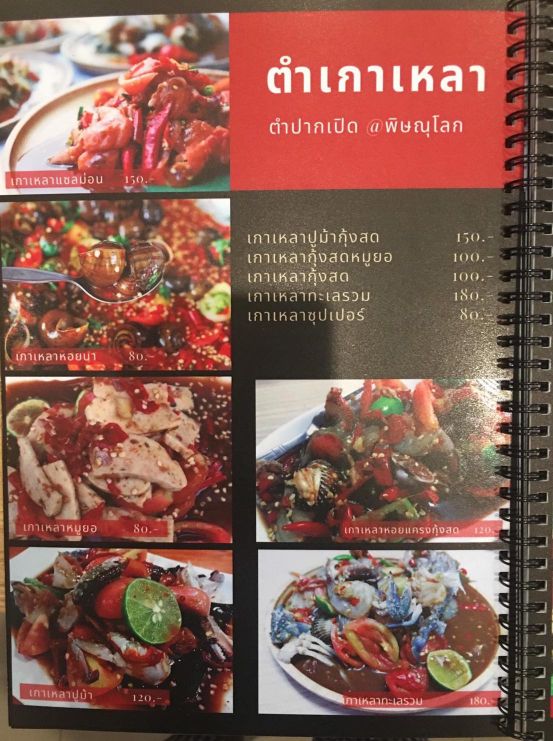 ตำเกาเหลา
ตำปากเปิด @พิษณุโลก
เกาเหลาแซลม่อน 150.-
เกาเหลาปูม้ากุ้งสด 150.-
เกาเหลากุ้งสดหมูยอ 100.-
เกาเหลากุ้งสด 100.-
เกาเหลาทะเลรวม 180.-
เกาเหลาซุปเปอร์ 80.-
เกาเหลาหอยนา 80.-
เกาเหลาหมูยอ 80.-
เกาเหลาหอยแครงกุ้งสด 120.-
เกาเหลาปูม้า 120.-
เกาเหลาทะเลรวม 180.-